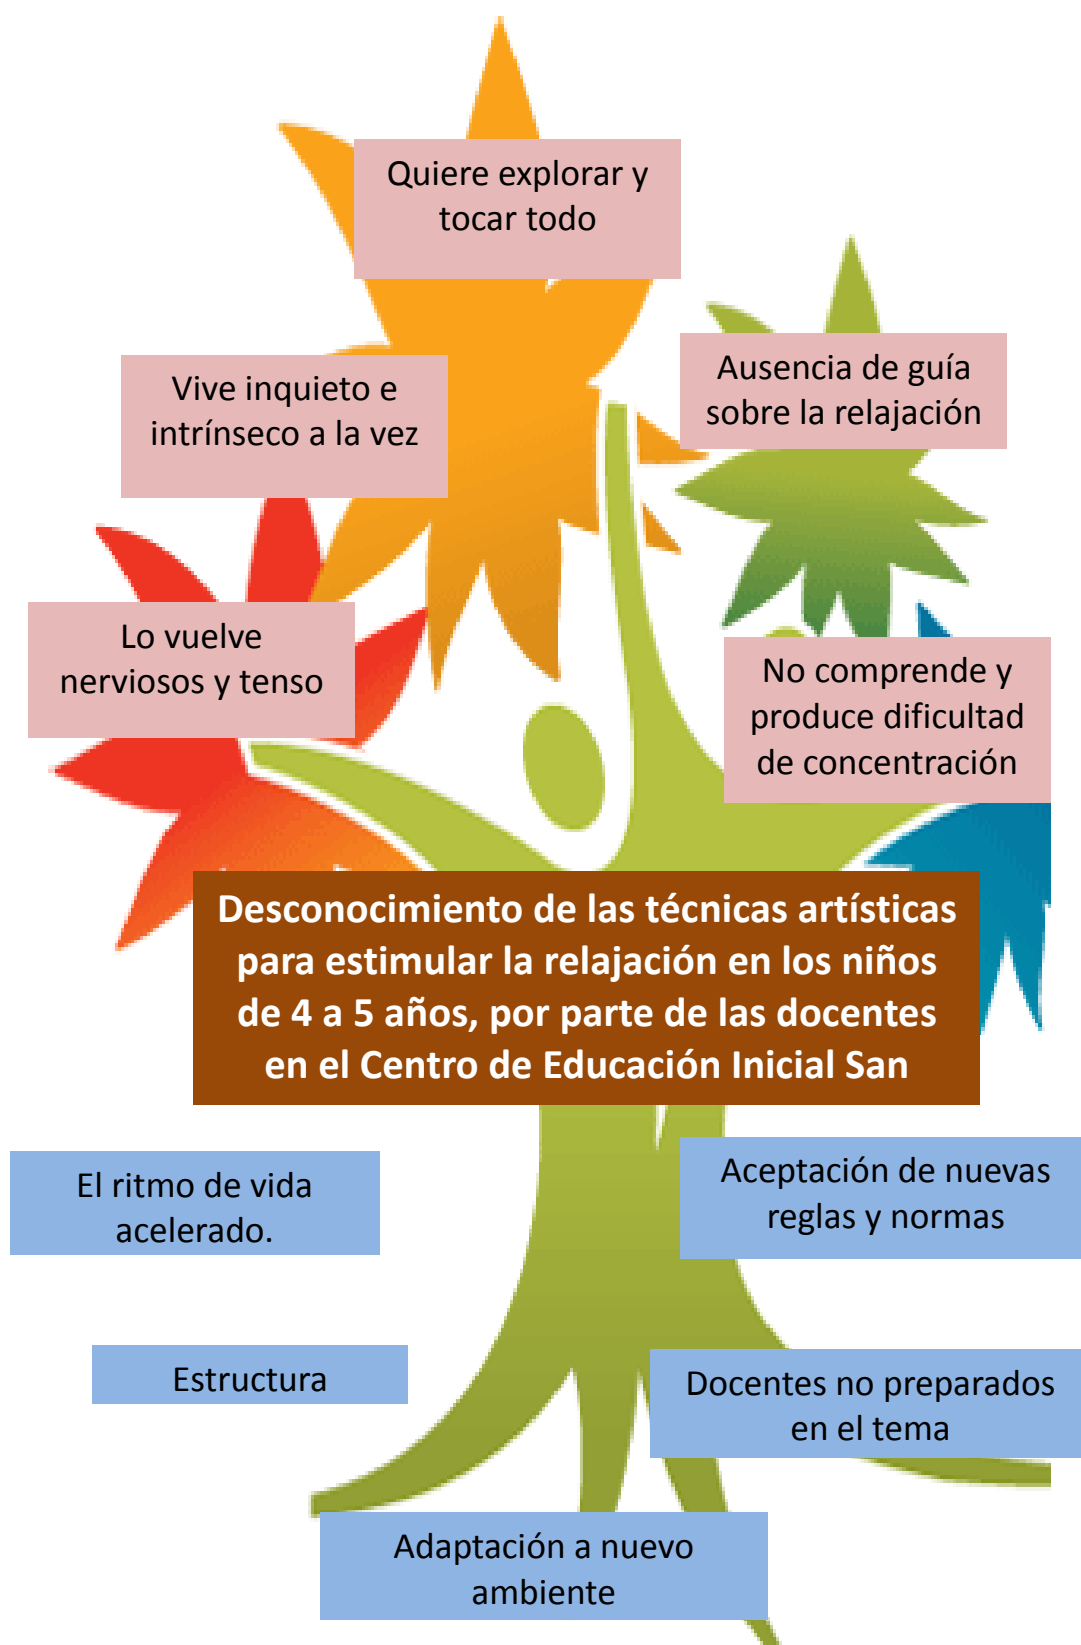 Quiere explorar y
tocar todo
Ausencia de guía
sobre la relajación
Vive inquieto e
intrínseco a la vez
Lo vuelve
nerviosos y tenso
No comprende y
produce dificultad
de concentración
Desconocimiento de las técnicas artísticas
para estimular la relajación en los niños
de 4 a 5 años, por parte de las docentes
en el Centro de Educación Inicial San
El ritmo de vida
acelerado.
Aceptación de nuevas
reglas y normas
Estructura
Docentes no preparados
en el tema
Adaptación a nuevo
ambiente